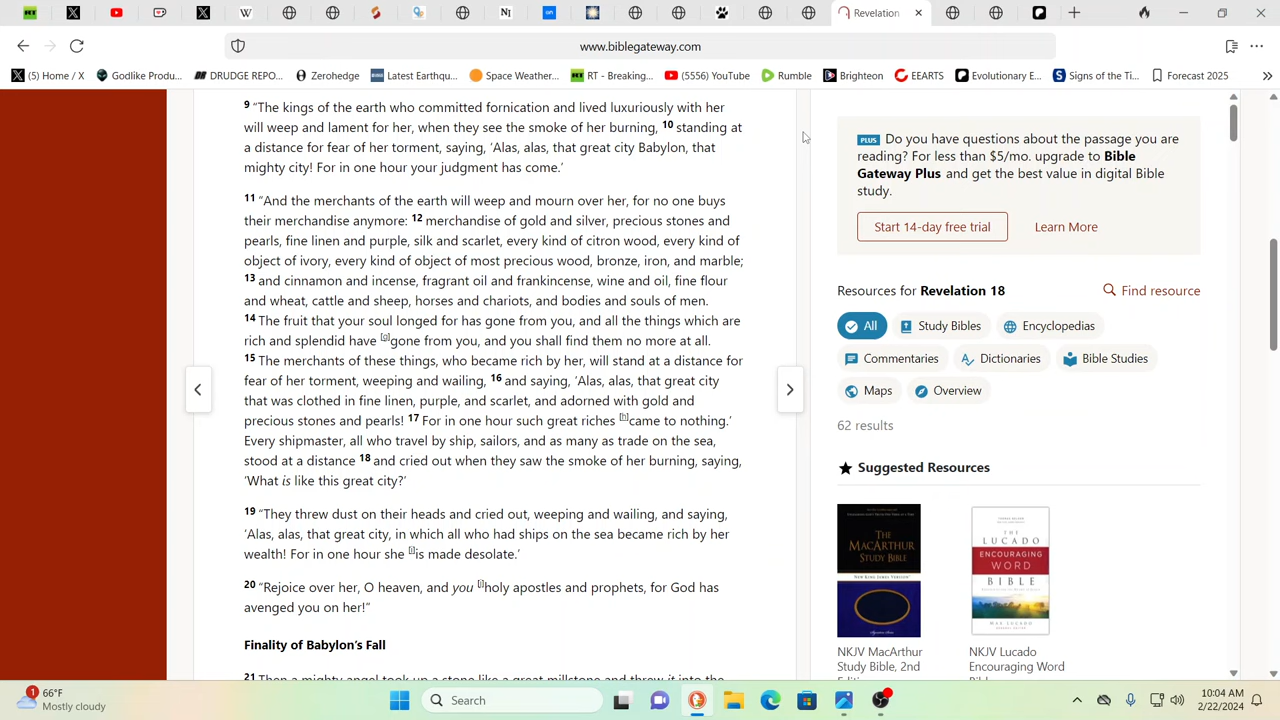 Revelation
www.biblegateway.com
(5) Home / X
Godlike Produ...
DRUDGE REPO...
Zerohedge
Latest Earthqu...
Space Weather...
RT - Breaking...
(5556) YouTube
Rumble
Brighteon
EEARTS
Evolutionary E...
Signs of the Ti...
Forecast 2025
9 “The kings of the earth who committed fornication and lived luxuriously with her
will weep and lament for her, when they see the smoke of her burning, 10 standing at
a distance for fear of her torment, saying, ‘Alas, alas, that great city Babylon, that
mighty city! For in one hour your judgment has come.’
11 “And the merchants of the earth will weep and mourn over her, for no one buys
their merchandise anymore: 12 merchandise of gold and silver, precious stones and
pearls, fine linen and purple, silk and scarlet, every kind of citron wood, every kind of
object of ivory, every kind of object of most precious wood, bronze, iron, and marble;
13 and cinnamon and incense, fragrant oil and frankincense, wine and oil, fine flour
and wheat, cattle and sheep, horses and chariots, and bodies and souls of men.
14 The fruit that your soul longed for has gone from you, and all the things which are
rich and splendid have [g]gone from you, and you shall find them no more at all.
15 The merchants of these things, who became rich by her, will stand at a distance for
fear of her torment, weeping and wailing, 16 and saying, ‘Alas, alas, that great city
that was clothed in fine linen, purple, and scarlet, and adorned with gold and
precious stones and pearls! 17 For in one hour such great riches [h]came to nothing.’
Every shipmaster, all who travel by ship, sailors, and as many as trade on the sea,
stood at a distance 18 and cried out when they saw the smoke of her burning, saying,
‘What is like this great city?’
19 “They threw dust on their heads and cried out, weeping and wailing, and saying,
‘Alas, alas, that great city, in which all who had ships on the sea became rich by her
wealth! For in one hour she [i]is made desolate.’
20 “Rejoice over her, O heaven, and you [j]holy apostles and prophets, for God has
avenged you on her!”
Finality of Babylon’s Fall
PLUS Do you have questions about the passage you are
reading? For less than $5/mo. upgrade to Bible
Gateway Plus and get the best value in digital Bible
study.
Start 14-day free trial
Learn More
Resources for Revelation 18
Find resource
All
Study Bibles
Encyclopedias
Commentaries
Dictionaries
Bible Studies
Maps
Overview
62 results
Suggested Resources
THE
MACARTHUR
STUDY BIBLE
NEW KING JAMES VERSION
THE
LUCADO
ENCOURAGING
WORD
BIBLE
MAX LUCADO
NKJV MacArthur
Study Bible, 2nd
NKJV Lucado
Encouraging Word
1
66°F
Mostly cloudy
Search
10:04 AM
2/22/2024